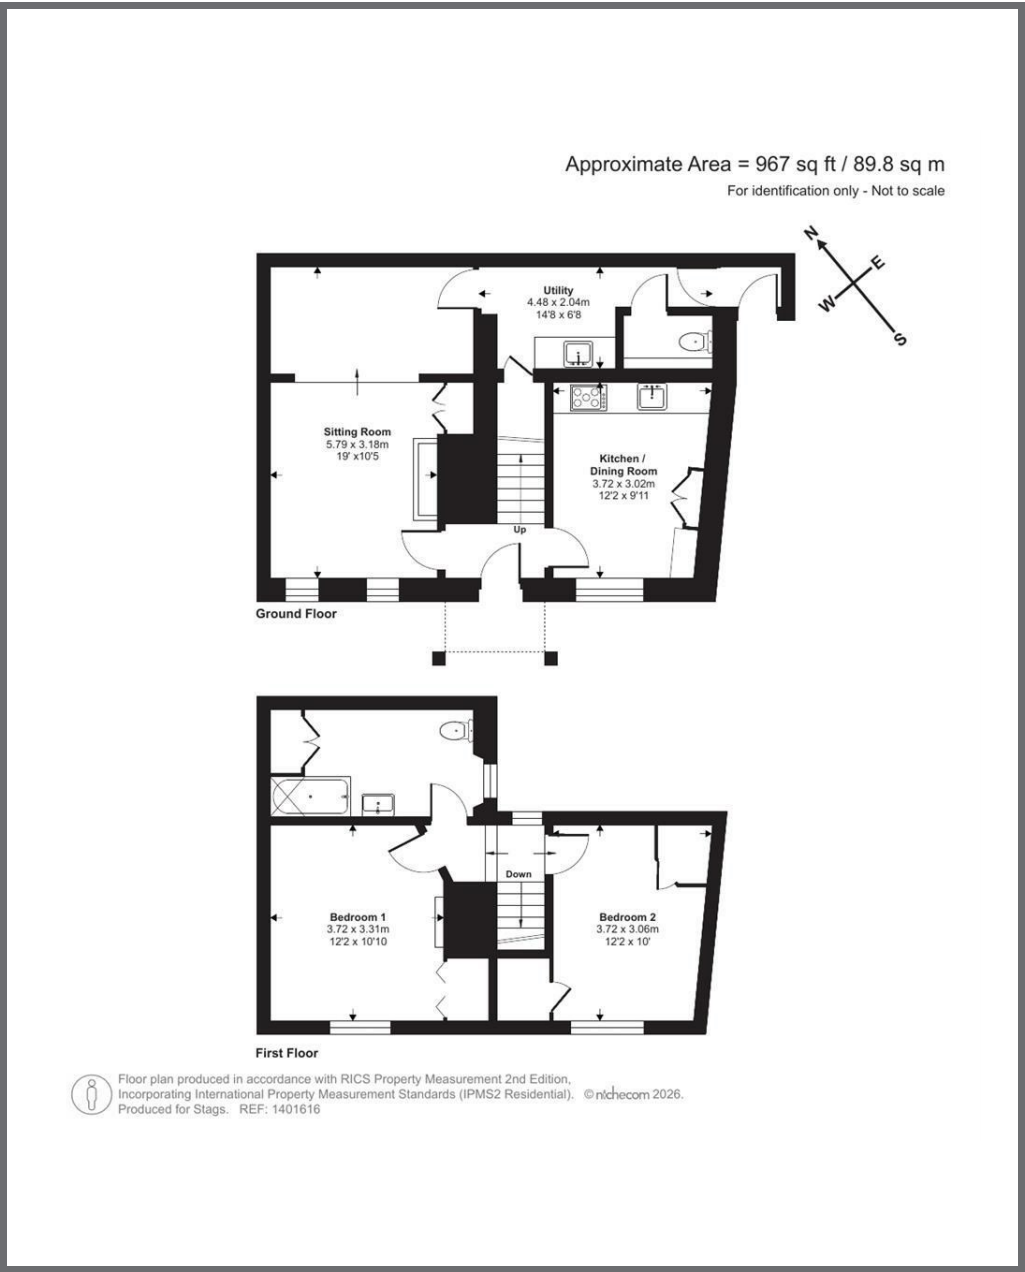 Approximate Area = 967 sq ft / 89.8 sq m
For identification only - Not to scale
N
E
W
S
Utility
4.48 x 2.04m
14'8 x 6'8
Sitting Room
5.79 x 3.18m
19' x10'5
Kitchen /
Dining Room
3.72 x 3.02m
12'2 x 9'11
Up
Ground Floor
Down
Bedroom 1
3.72 x 3.31m
12'2 x 10'10
Bedroom 2
3.72 x 3.06m
12'2 x 10'
First Floor
Floor plan produced in accordance with RICS Property Measurement 2nd Edition,
Incorporating International Property Measurement Standards (IPMS2 Residential). © nichecom 2026.
Produced for Stags. REF: 1401616